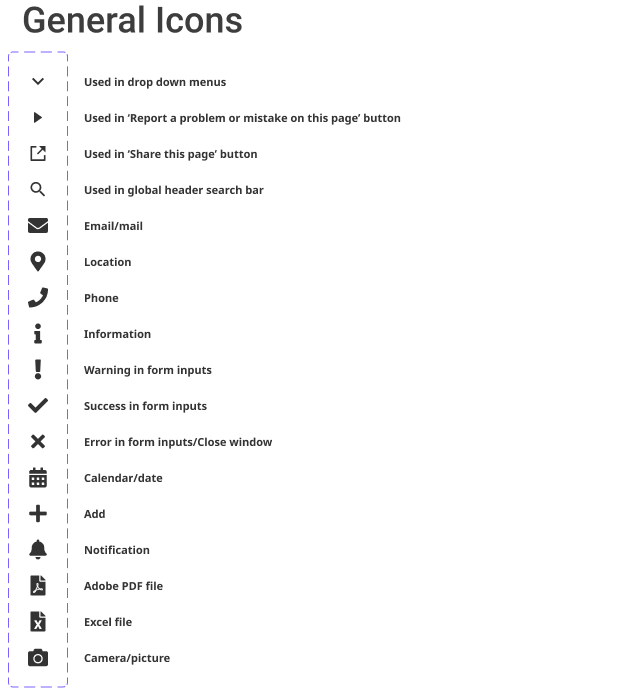 General Icons
Used in drop down menus
Used in ‘Report a problem or mistake on this page’ button
Used in ‘Share this page’ button
Used in global header search bar
Email/mail
Location
Phone
Information
Warning in form inputs
Success in form inputs
Error in form inputs/Close window
Calendar/date
Add
Notification
Adobe PDF file
Excel file
Camera/picture